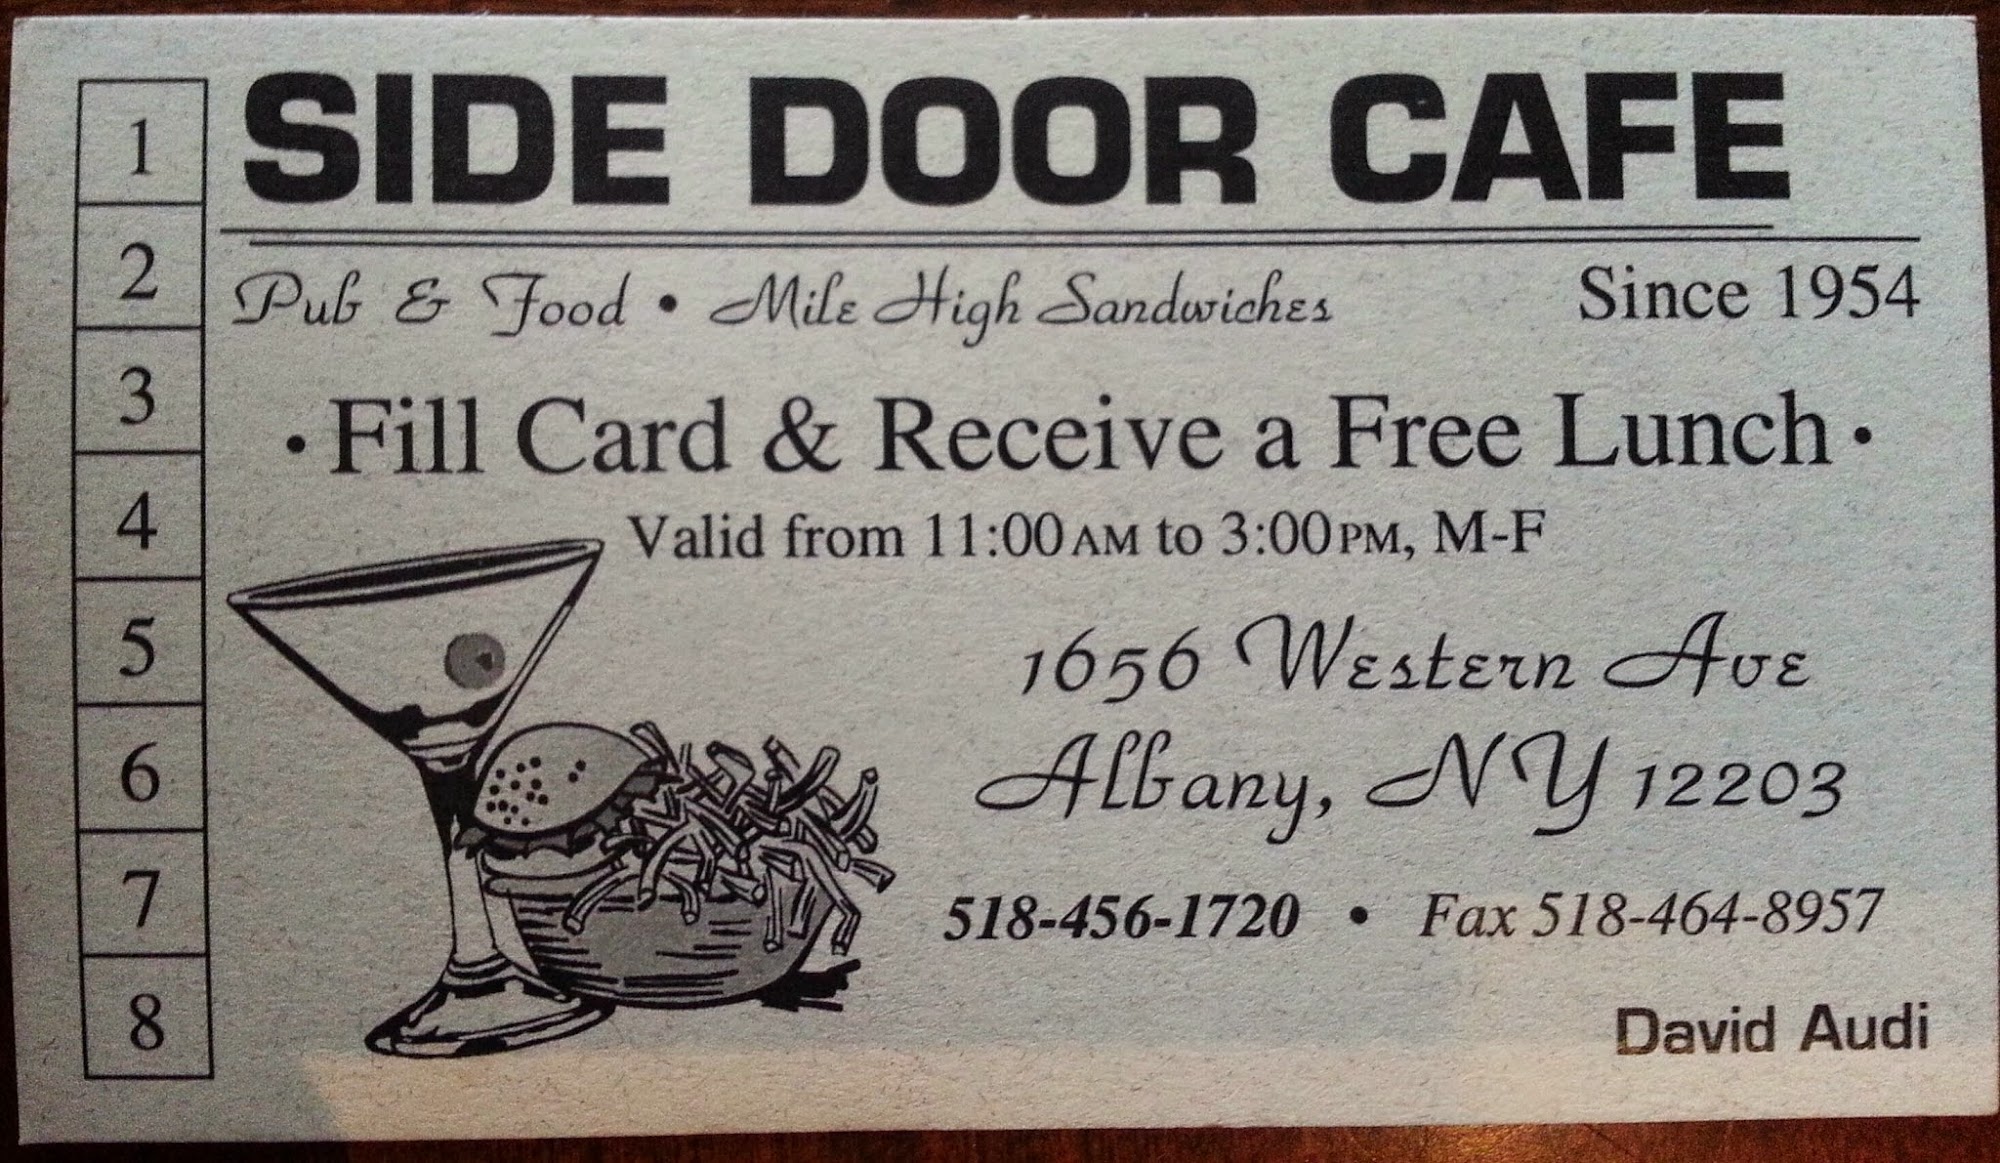 SIDE DOOR CAFE
Pub & Food • Mile High Sandwiches Since 1954
• Fill Card & Receive a Free Lunch •
Valid from 11:00AM to 3:00PM, M-F
1656 Western Ave
Albany, NY 12203
518-456-1720 • Fax 518-464-8957
David Audi
1
2
3
4
5
6
7
8